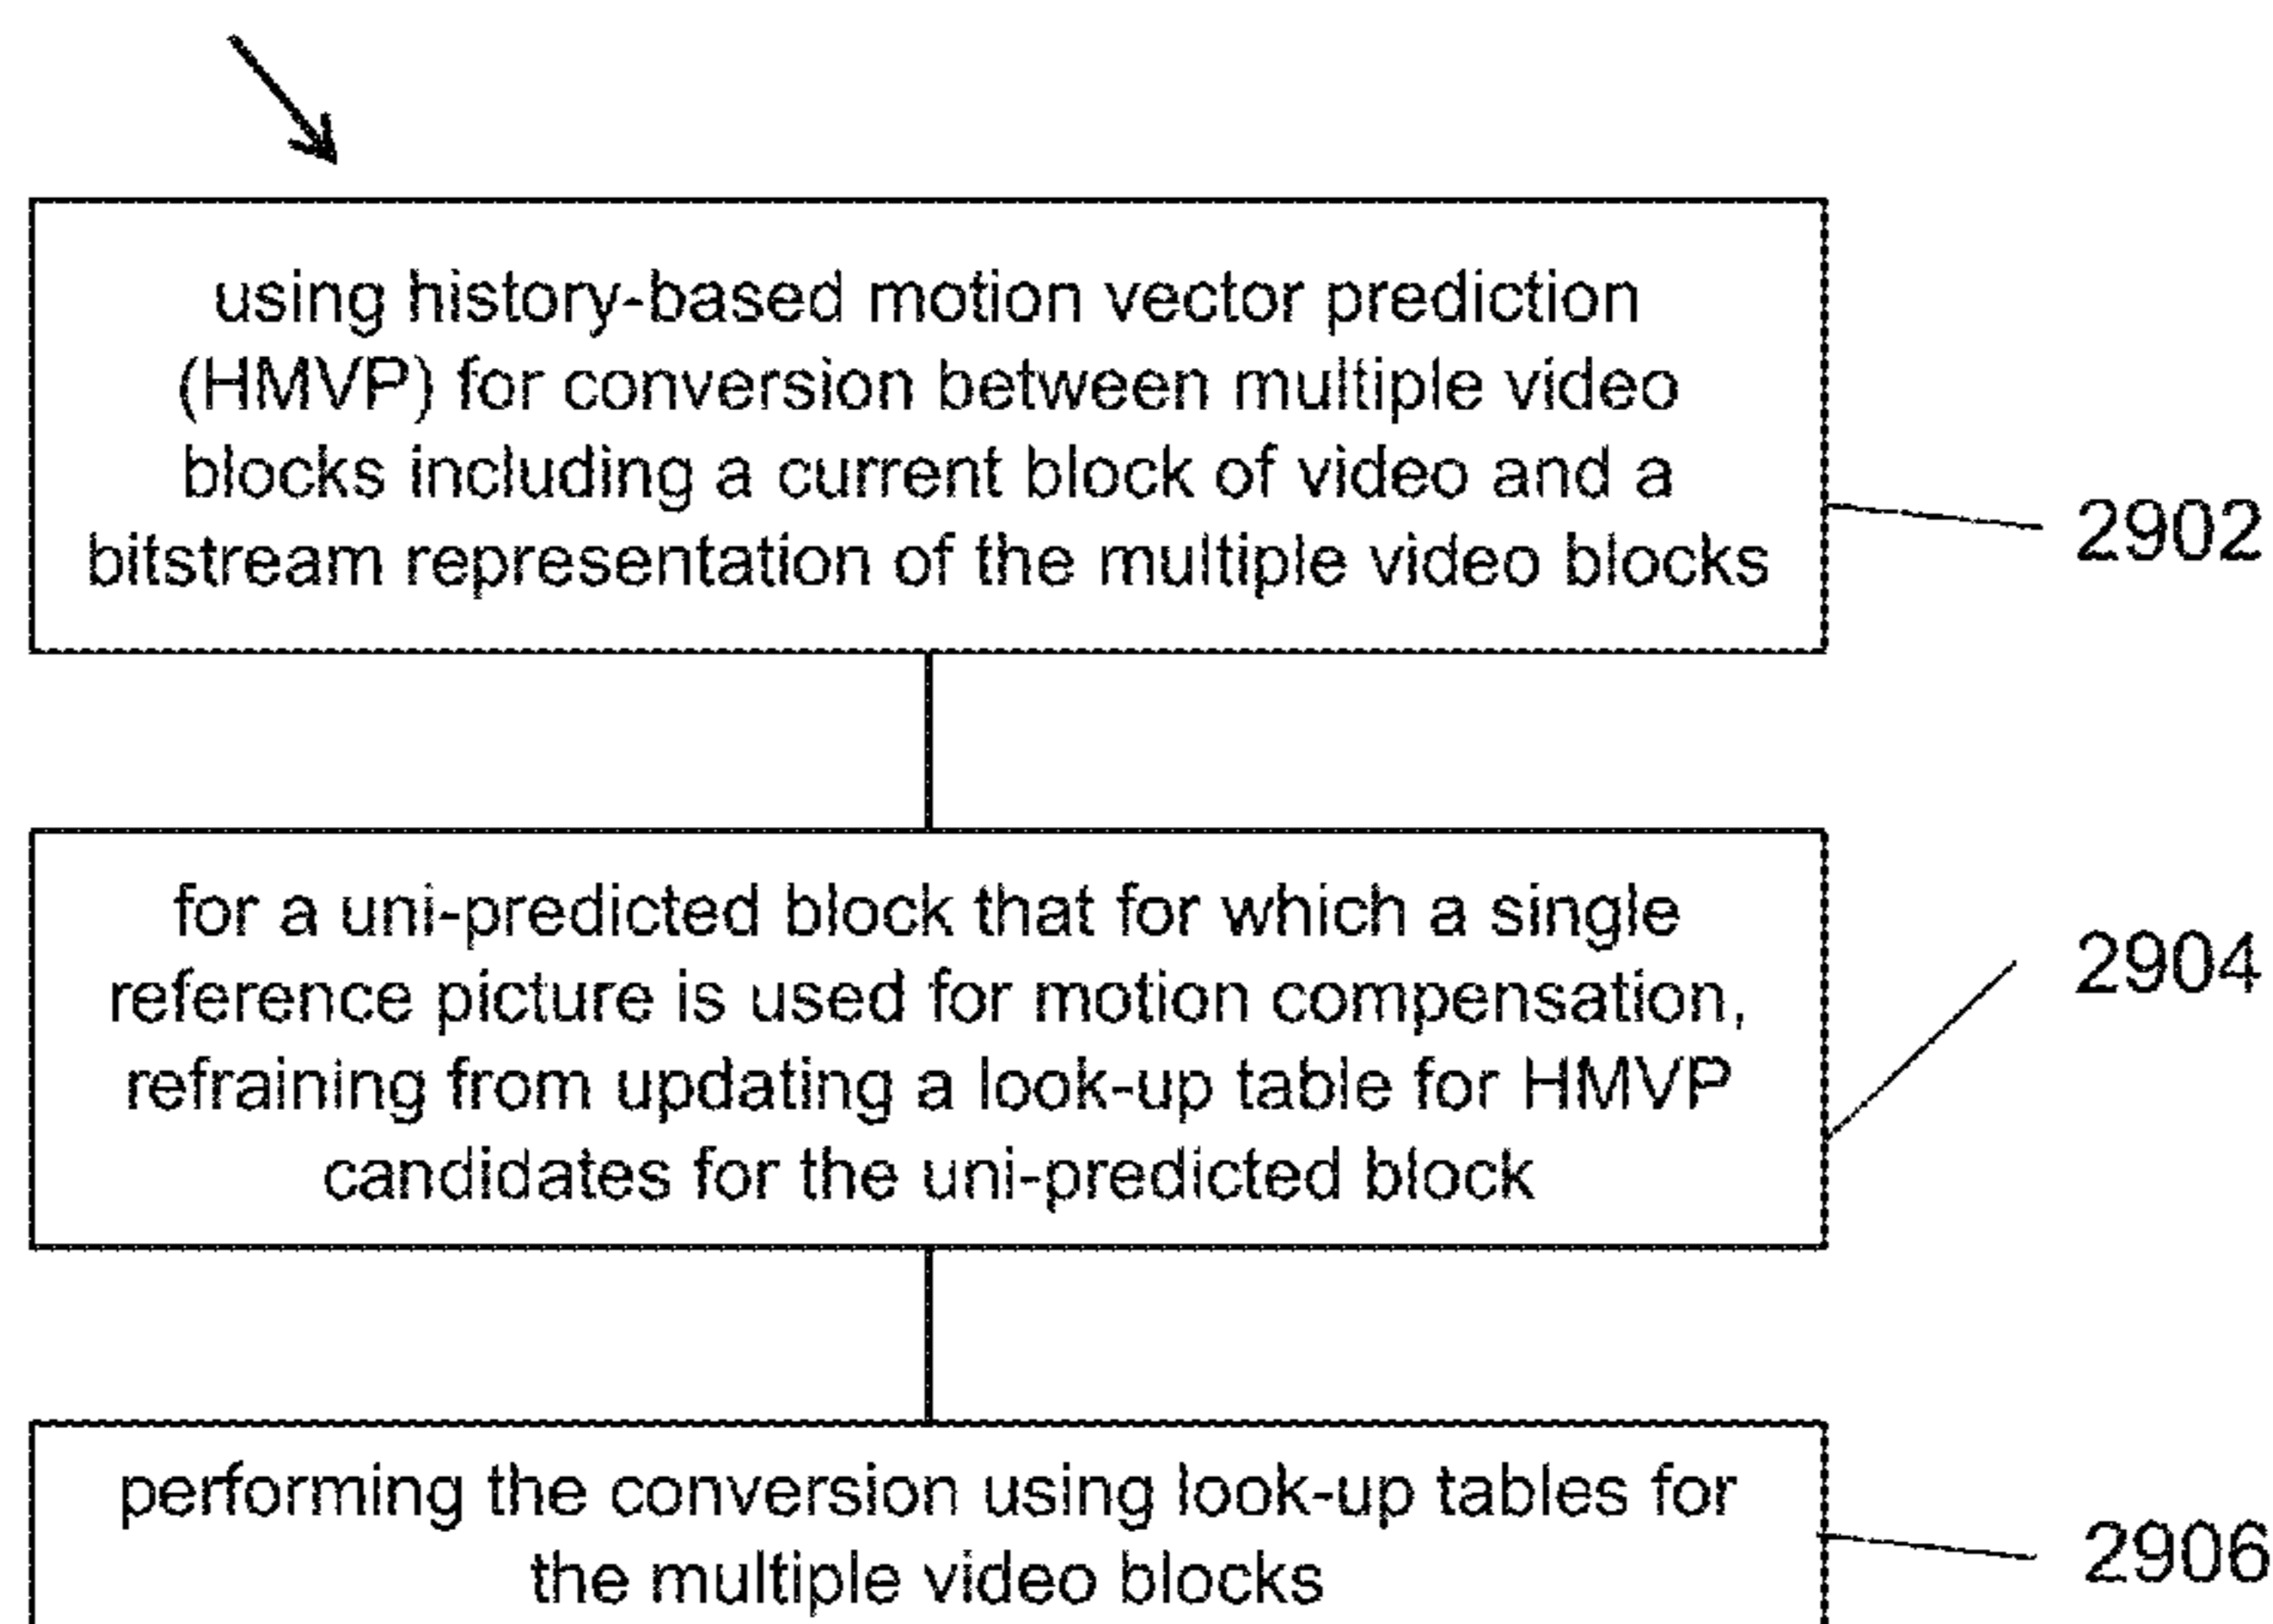 using history-based motion vector prediction
(HMVP) for conversion between multiple video
blocks including a current block of video and a
bitstream representation of the multiple video blocks
2902
for a uni-predicted block that for which a single
reference picture is used for motion compensation,
refraining from updating a look-up table for HMVP
candidates for the uni-predicted block
2904
performing the conversion using look-up tables for
the multiple video blocks
2906